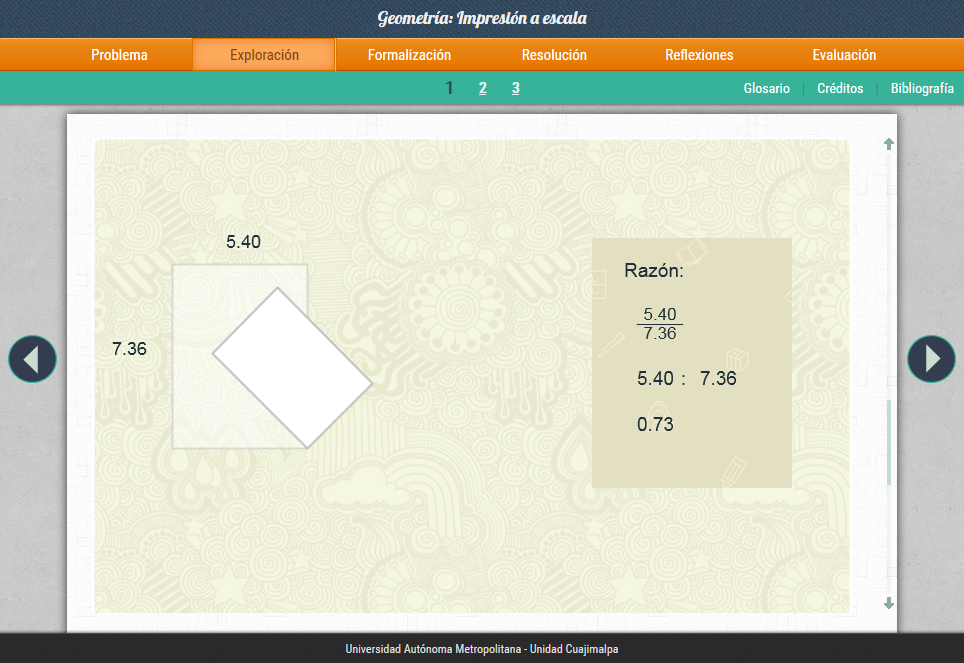 Geometría: Impresión a escala
Problema Exploración Formalización Resolución Reflexiones Evaluación
1 2 3 Glosario | Créditos | Bibliografía
5.40
7.36
Razón:
5.40
7.36
5.40 : 7.36
0.73
Universidad Autónoma Metropolitana - Unidad Cuajimalpa